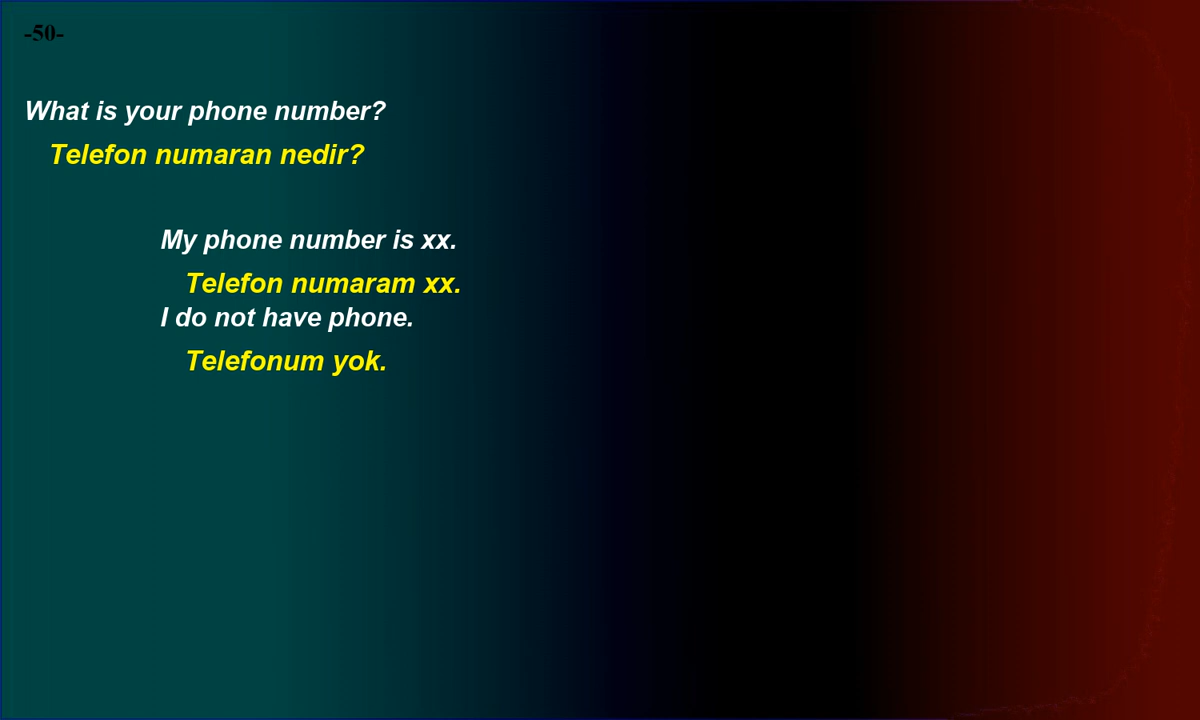 -50-
What is your phone number?
Telefon numaran nedir?
My phone number is xx.
Telefon numaram xx.
I do not have phone.
Telefonum yok.